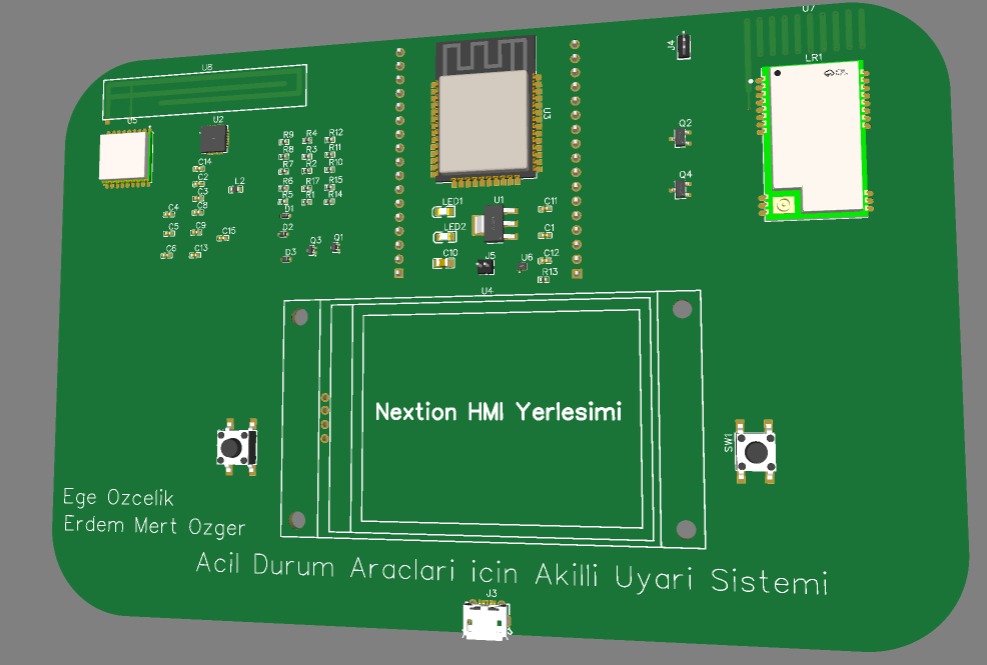 U7
J4
LR1
U8
U5
U2
U3
Q2
R9 R4 R12
R8 R3 R11
R7 R2 R10
C14
C2
L2
R6 R17 R15
Q4
C3
R5 R1 R14
C4
C8
D1
LED1
U1
C11
C5
C9
C15
D2
LED2
C1
Q3
Q1
C6
C13
D3
C10
J5
U6
C12
R13
U4
Nextion HMI Yerlesimi
SW1
Ege Ozcelik
Erdem Mert Ozger
Acil Durum Araclari icin Akilli Uyari Sistemi
J3